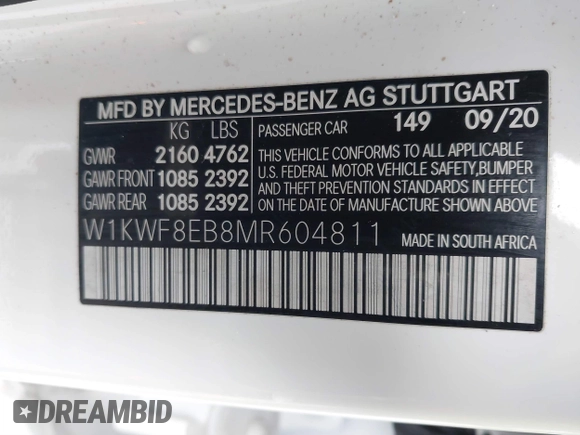 MFD BY MERCEDES-BENZ AG STUTTGART
KG LBS PASSENGER CAR 149 09/20
GVWR 2160 4762 THIS VEHICLE CONFORMS TO ALL APPLICABLE
GAWR FRONT 1085 2392 U.S. FEDERAL MOTOR VEHICLE SAFETY, BUMPER
GAWR REAR 1085 2392 AND THEFT PREVENTION STANDARDS IN EFFECT
ON THE DATE OF MANUFACTURE SHOWN ABOVE.
W1KWF8EB8MR604811 MADE IN SOUTH AFRICA
DREAMBID